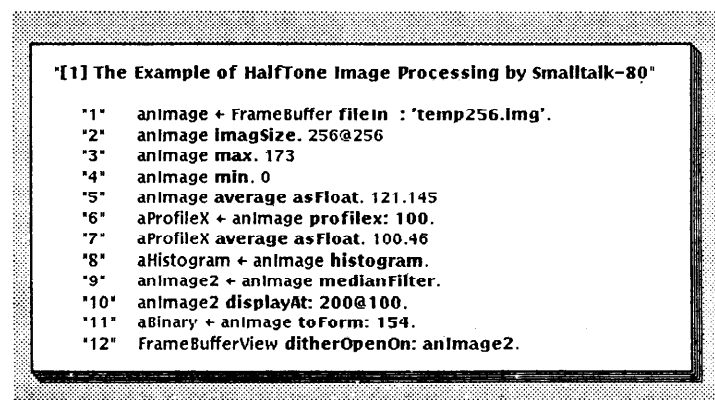 "[1] The Example of HalfTone Image Processing by Smalltalk-80"
"1" anImage ← FrameBuffer fileIn : 'temp256.img'.
"2" anImage imagSize. 256@256
"3" anImage max. 173
"4" anImage min. 0
"5" anImage average asFloat. 121.145
"6" aProfileX ← anImage profilex: 100.
"7" aProfileX average asFloat. 100.46
"8" aHistogram ← anImage histogram.
"9" anImage2 ← anImage medianFilter.
"10" anImage2 displayAt: 200@100.
"11" aBinary ← anImage toForm: 154.
"12" FrameBufferView ditherOpenOn: anImage2.